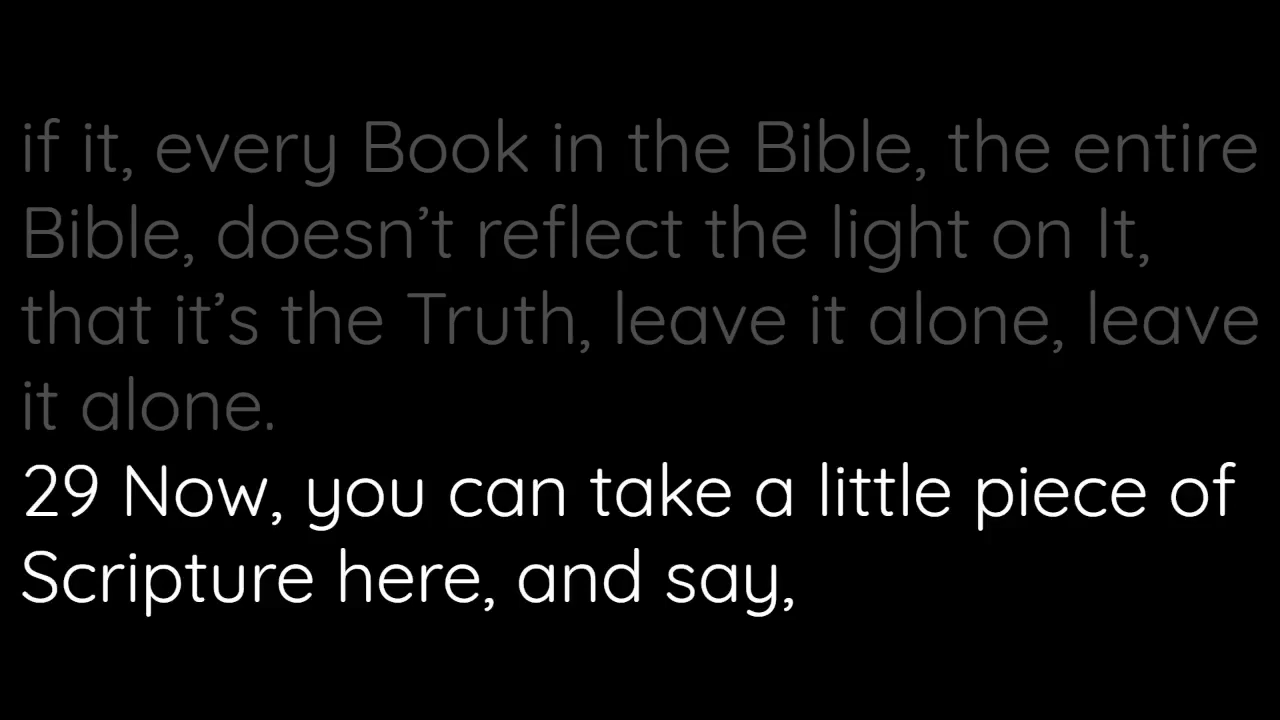 if it, every Book in the Bible, the entire
Bible, doesn’t reflect the light on It,
that it’s the Truth, leave it alone, leave
it alone.
29 Now, you can take a little piece of
Scripture here, and say,